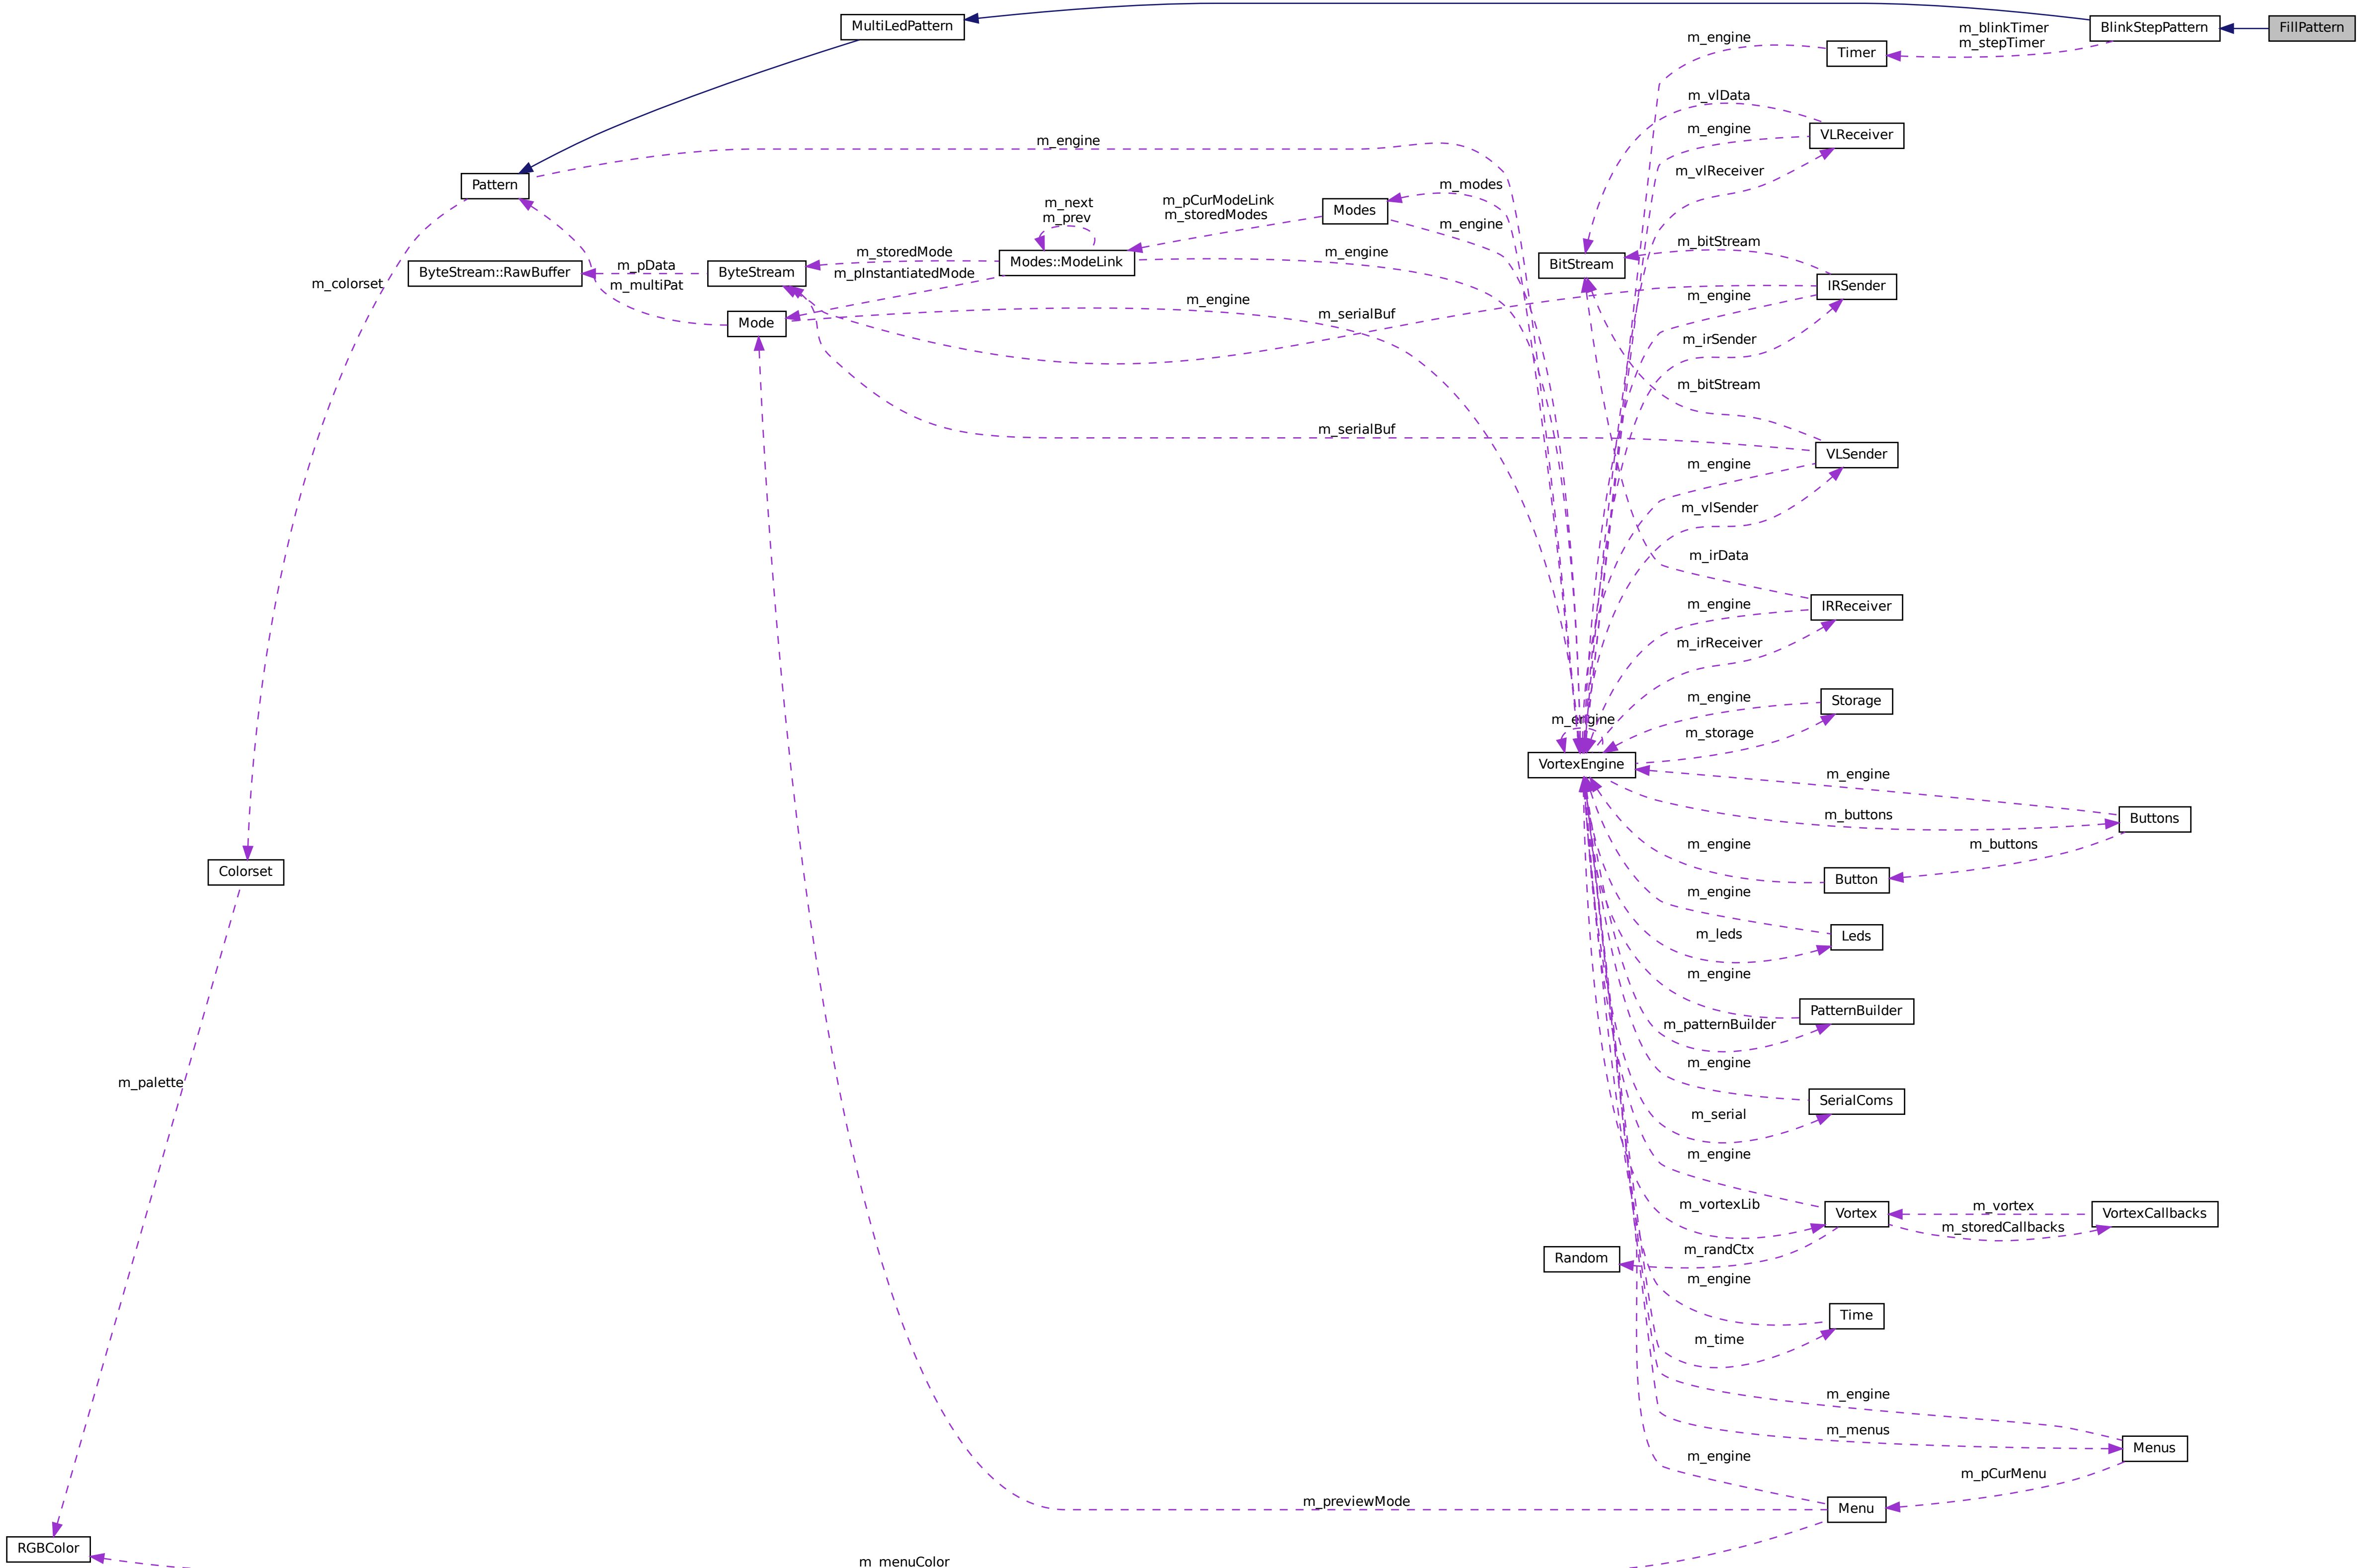 MultiLedPattern
BlinkStepPattern
FillPattern
m_blinkTimer
m_stepTimer
m_engine
Timer
m_vlData
m_engine
VLReceiver
m_engine
m_vlReceiver
Pattern
m_modes
m_next
m_prev
m_pCurModeLink
m_storedModes
Modes
m_engine
m_bitStream
m_storedMode
m_engine
Modes::ModeLink
BitStream
m_pData
ByteStream::RawBuffer
ByteStream
m_pInstantiatedMode
m_colorset
m_multiPat
IRSender
m_engine
m_engine
m_serialBuf
Mode
m_irSender
m_bitStream
m_serialBuf
VLSender
m_engine
m_vlSender
m_irData
m_engine
IRReceiver
m_irReceiver
m_engine
Storage
m_engine
m_storage
VortexEngine
m_engine
m_buttons
Buttons
m_engine
m_buttons
Colorset
Button
m_engine
m_leds
Leds
m_engine
PatternBuilder
m_patternBuilder
m_engine
m_palette
SerialComs
m_serial
m_engine
m_vortexLib
Vortex
m_vortex
VortexCallbacks
m_storedCallbacks
m_randCtx
Random
m_engine
Time
m_time
m_engine
m_menus
Menus
m_engine
m_pCurMenu
m_previewMode
Menu
RGBColor
m_menuColor